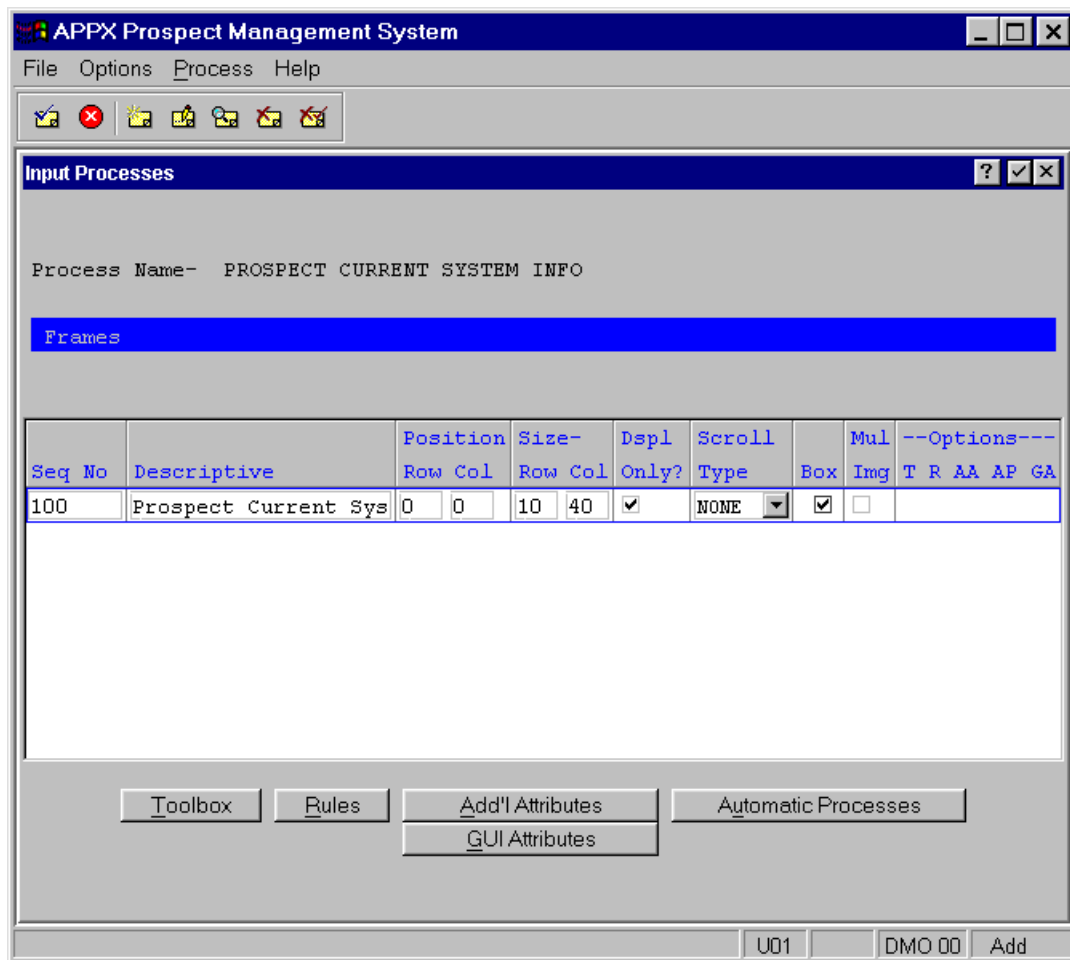 APPX Prospect Management System
File Options Process Help
Input Processes
Process Name- PROSPECT CURRENT SYSTEM INFO
Frames
Position Size- Dspl Scroll Mul --Options---
Seq No Descriptive Row Col Row Col Only? Type Box Img T R AA AP GA
100 Prospect Current Sys 0 0 10 40 NONE
Toolbox Rules Add'l Attributes Automatic Processes
GUI Attributes
U01 DMO 00 Add